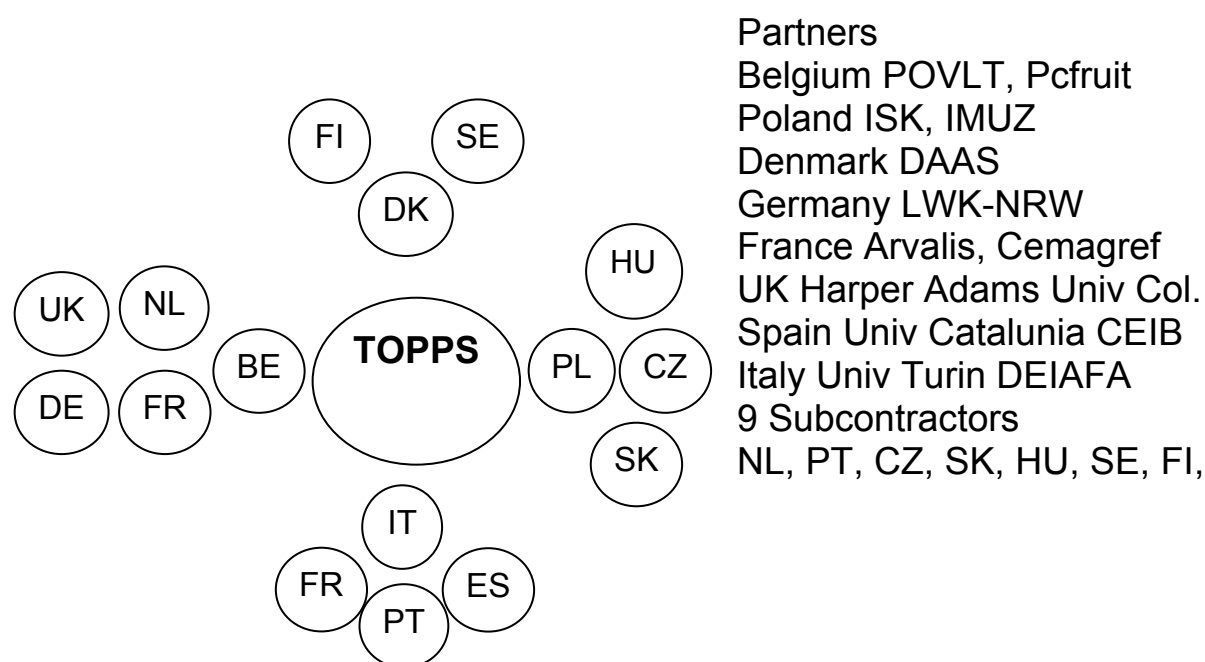 FI
SE
DK
HU
UK
NL
TOPPS
BE
PL
CZ
DE
FR
SK
IT
FR
ES
PT
Partners
Belgium POVLT, Pcfruit
Poland ISK, IMUZ
Denmark DAAS
Germany LWK-NRW
France Arvalis, Cemagref
UK Harper Adams Univ Col.
Spain Univ Catalunia CEIB
Italy Univ Turin DEIAFA
9 Subcontractors
NL, PT, CZ, SK, HU, SE, FI,